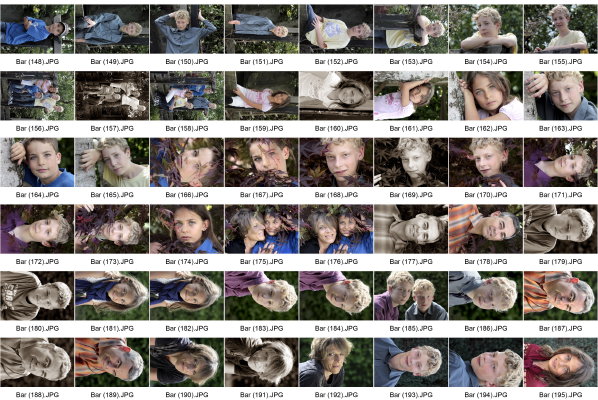 Bar (148).JPG Bar (149).JPG Bar (150).JPG Bar (151).JPG Bar (152).JPG Bar (153).JPG Bar (154).JPG Bar (155).JPG
Bar (156).JPG Bar (157).JPG Bar (158).JPG Bar (159).JPG Bar (160).JPG Bar (161).JPG Bar (162).JPG Bar (163).JPG
Bar (164).JPG Bar (165).JPG Bar (166).JPG Bar (167).JPG Bar (168).JPG Bar (169).JPG Bar (170).JPG Bar (171).JPG
Bar (172).JPG Bar (173).JPG Bar (174).JPG Bar (175).JPG Bar (176).JPG Bar (177).JPG Bar (178).JPG Bar (179).JPG
Bar (180).JPG Bar (181).JPG Bar (182).JPG Bar (183).JPG Bar (184).JPG Bar (185).JPG Bar (186).JPG Bar (187).JPG
Bar (188).JPG Bar (189).JPG Bar (190).JPG Bar (191).JPG Bar (192).JPG Bar (193).JPG Bar (194).JPG Bar (195).JPG